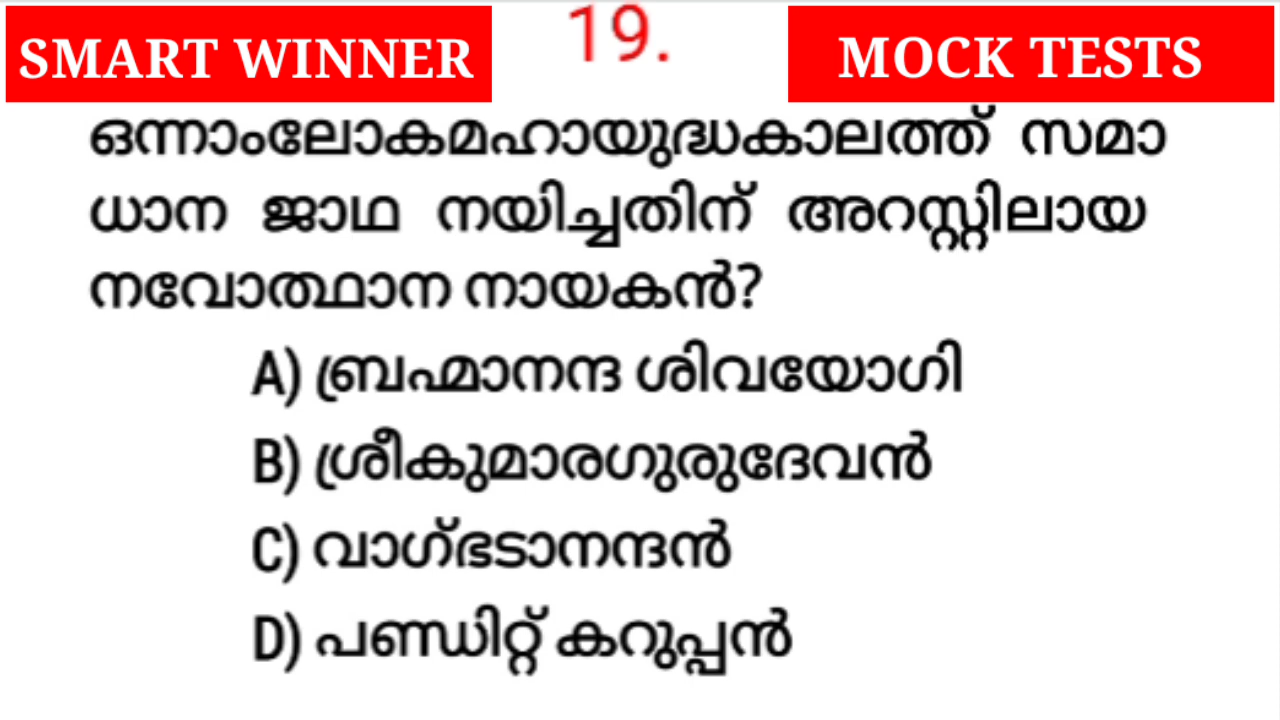 SMART WINNER
19.
MOCK TESTS
ഒന്നാംലോകമഹായുദ്ധകാലത്ത് സമാ
ധാന ജാഥ നയിച്ചതിന് അറസ്റ്റിലായ
നവോത്ഥാന നായകൻ?
A) ബ്രഹ്മാനന്ദ ശിവയോഗി
B) ശ്രീകുമാരഗുരുദേവൻ
C) വാഗ്ഭടാനന്ദൻ
D) പണ്ഡിറ്റ് കറുപ്പൻ